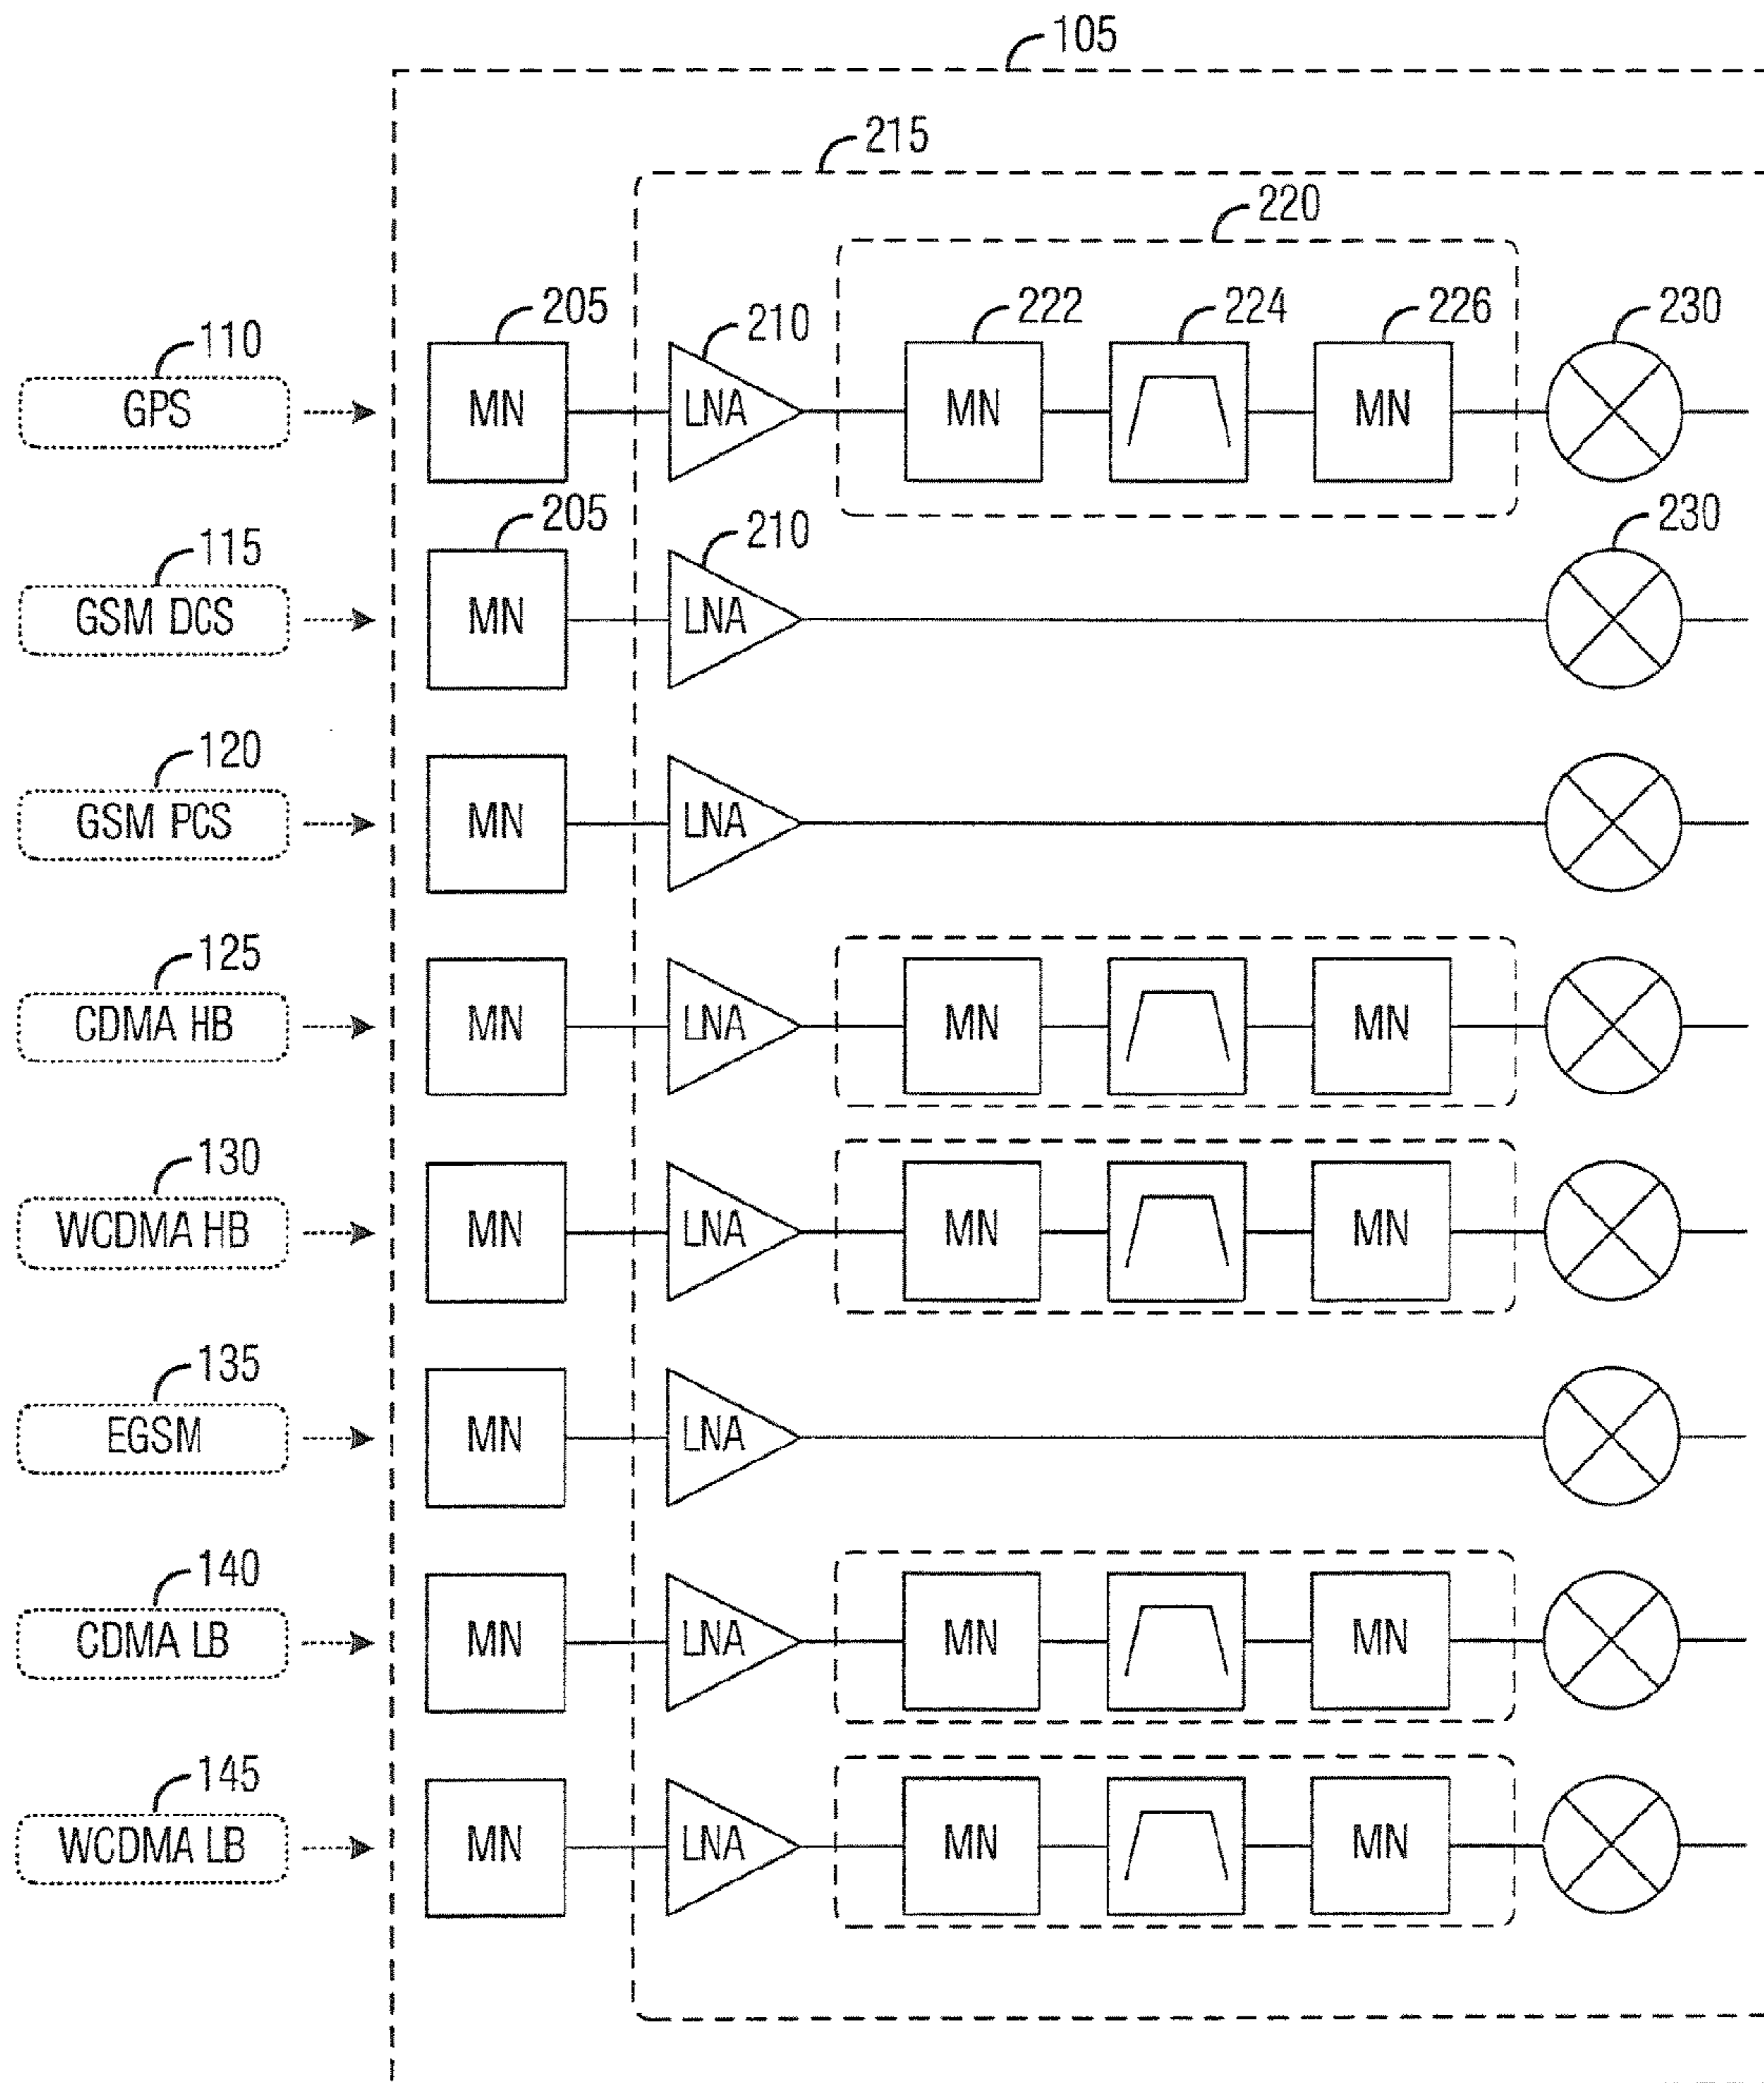 105
215
220
205
210
222
224
226
230
110
GPS
MN
LNA
MN
MN
205
210
230
115
GSM DCS
MN
LNA
120
GSM PCS
MN
LNA
125
CDMA HB
MN
LNA
MN
MN
130
WCDMA HB
MN
LNA
MN
MN
135
EGSM
MN
LNA
140
CDMA LB
MN
LNA
MN
MN
145
WCDMA LB
MN
LNA
MN
MN